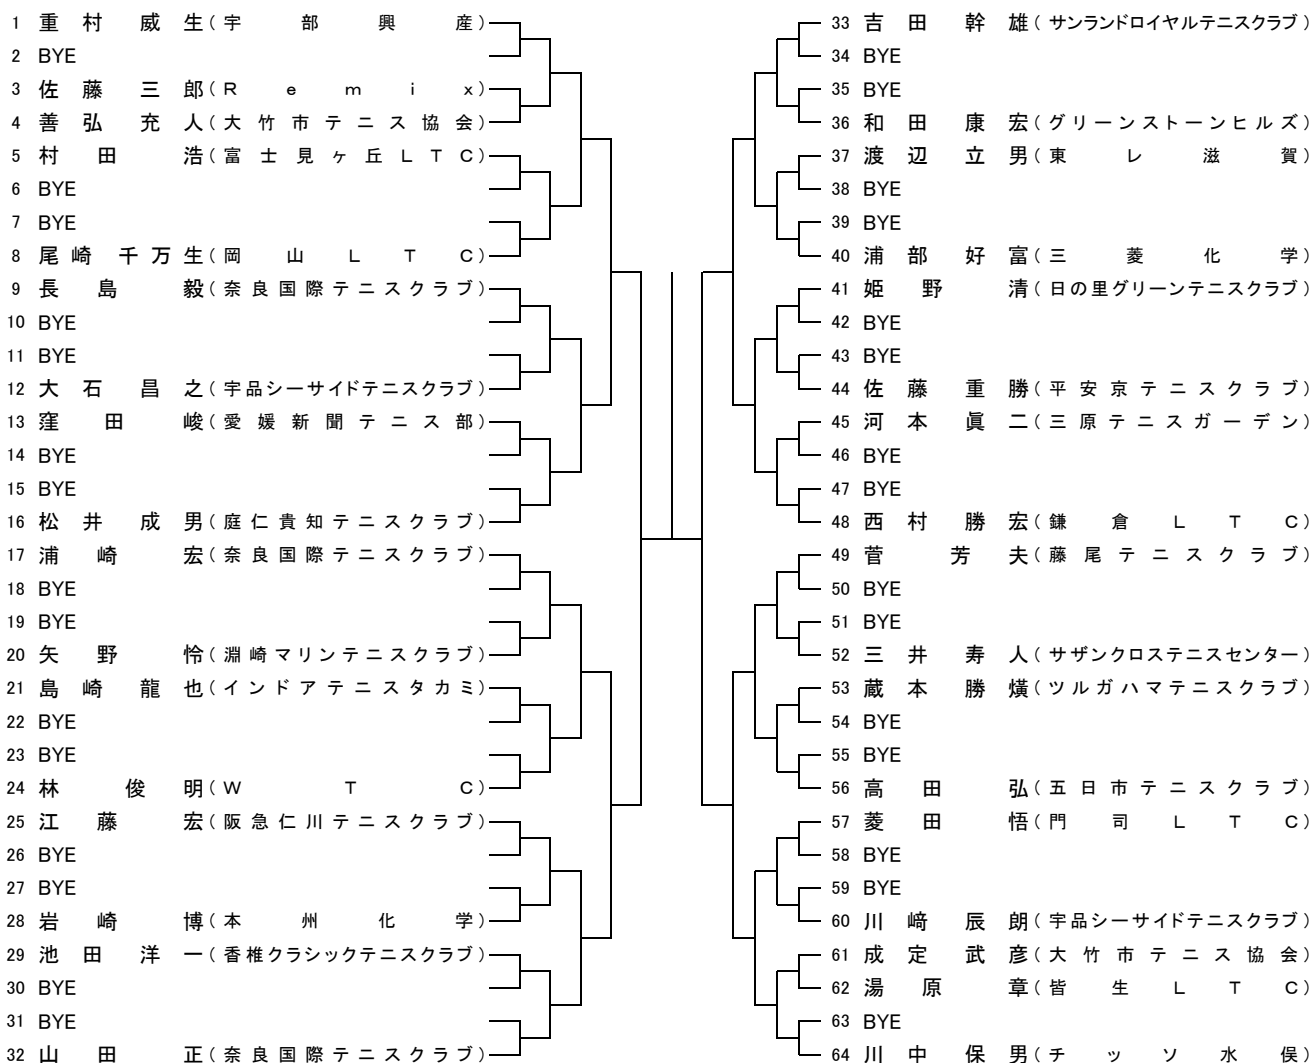 1 重村 威生(宇部興産)
2 BYE
3 佐藤 三郎(Remix)
4 善弘 充人(大竹市テニス協会)
5 村田 浩(富士見ヶ丘LTC)
6 BYE
7 BYE
8 尾崎 千万生(岡山LTC)
9 長島 毅(奈良国際テニスクラブ)
10 BYE
11 BYE
12 大石 昌之(宇品シーサイドテニスクラブ)
13 窪田 峻(愛媛新聞テニス部)
14 BYE
15 BYE
16 松井 成男(庭仁貴知テニスクラブ)
17 浦崎 宏(奈良国際テニスクラブ)
18 BYE
19 BYE
20 矢野 怜(淵崎マリンテニスクラブ)
21 島崎 龍也(インドアテニスタカミ)
22 BYE
23 BYE
24 林 俊明(WTC)
25 江藤 宏(阪急仁川テニスクラブ)
26 BYE
27 BYE
28 岩崎 博(本州化学)
29 池田 洋一(香椎クラシックテニスクラブ)
30 BYE
31 BYE
32 山田 正(奈良国際テニスクラブ)
33 吉田 幹雄(サンランドロイヤルテニスクラブ)
34 BYE
35 BYE
36 和田 康宏(グリーンストーンヒルズ)
37 渡辺 立男(東レ滋賀)
38 BYE
39 BYE
40 浦部 好富(三菱化学)
41 姫野 清(日の里グリーンテニスクラブ)
42 BYE
43 BYE
44 佐藤 重勝(平安京テニスクラブ)
45 河本 眞二(三原テニスガーデン)
46 BYE
47 BYE
48 西村 勝宏(鎌倉LTC)
49 菅 芳夫(藤尾テニスクラブ)
50 BYE
51 BYE
52 三井 寿人(サザンクロステニスセンター)
53 蔵本 勝熿(ツルガハマテニスクラブ)
54 BYE
55 BYE
56 高田 弘(五日市テニスクラブ)
57 菱田 悟(門司LTC)
58 BYE
59 BYE
60 川﨑 辰朗(宇品シーサイドテニスクラブ)
61 成定 武彦(大竹市テニス協会)
62 湯原 章(皆生LTC)
63 BYE
64 川中 保男(チッソ水俣)